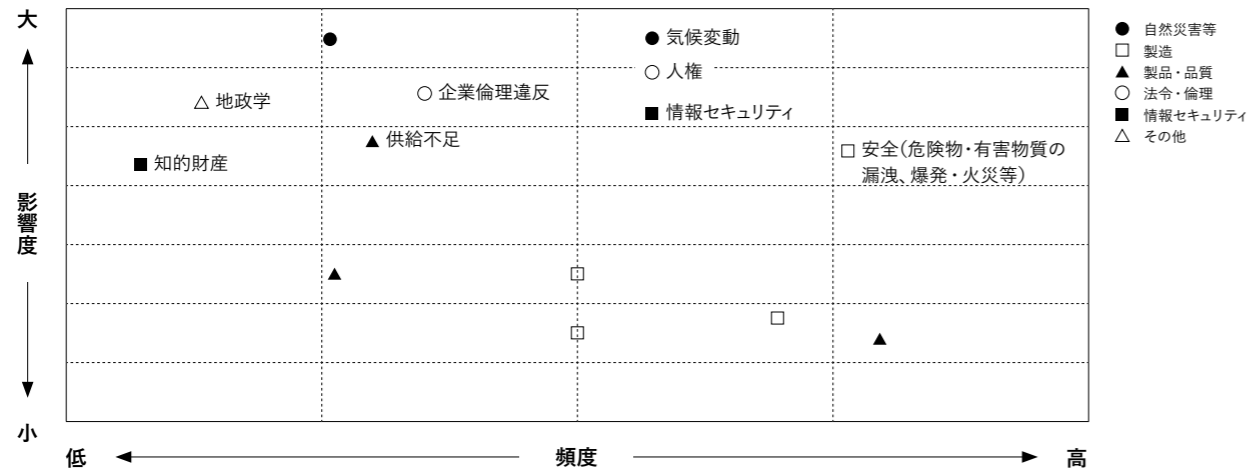 大
影響度
小
低
頻度
高
気候変動
人権
企業倫理違反
地政学
情報セキュリティ
供給不足
知的財産
安全(危険物・有害物質の
漏洩、爆発・火災等)
自然災害等
製造
製品・品質
法令・倫理
情報セキュリティ
その他